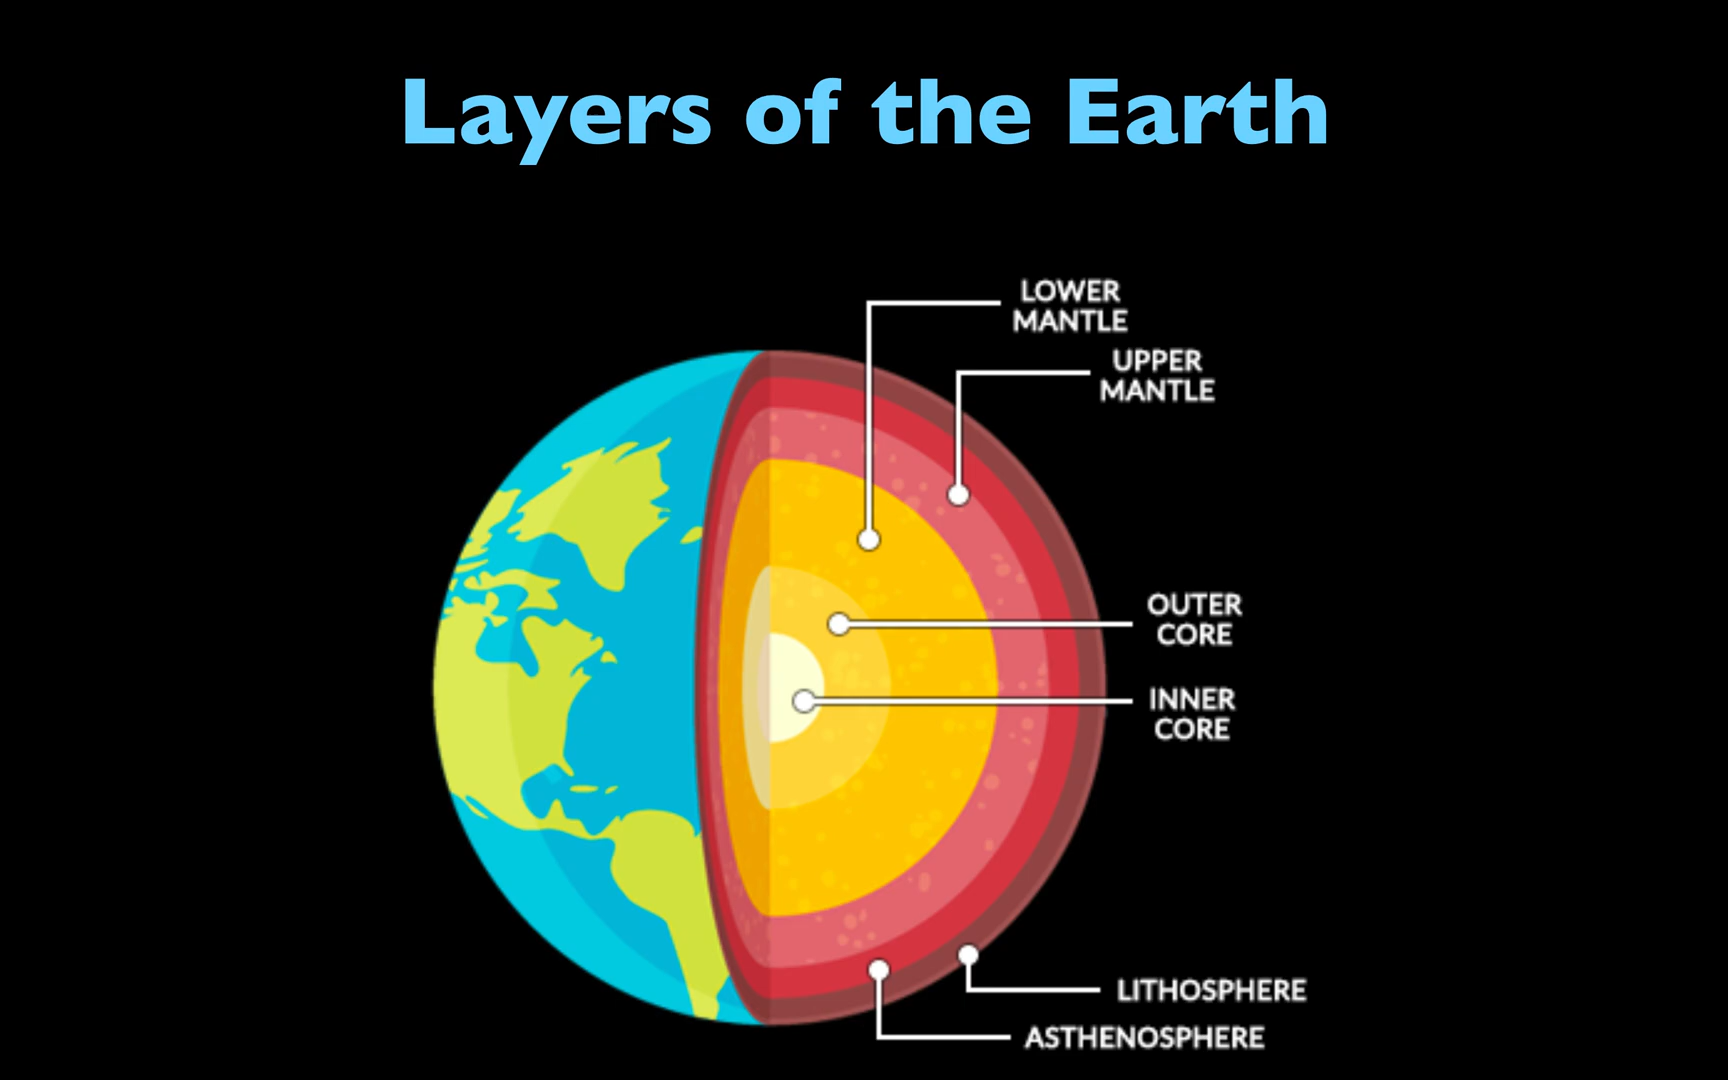 Layers of the Earth
LOWER
MANTLE
UPPER
MANTLE
OUTER
CORE
INNER
CORE
LITHOSPHERE
ASTHENOSPHERE